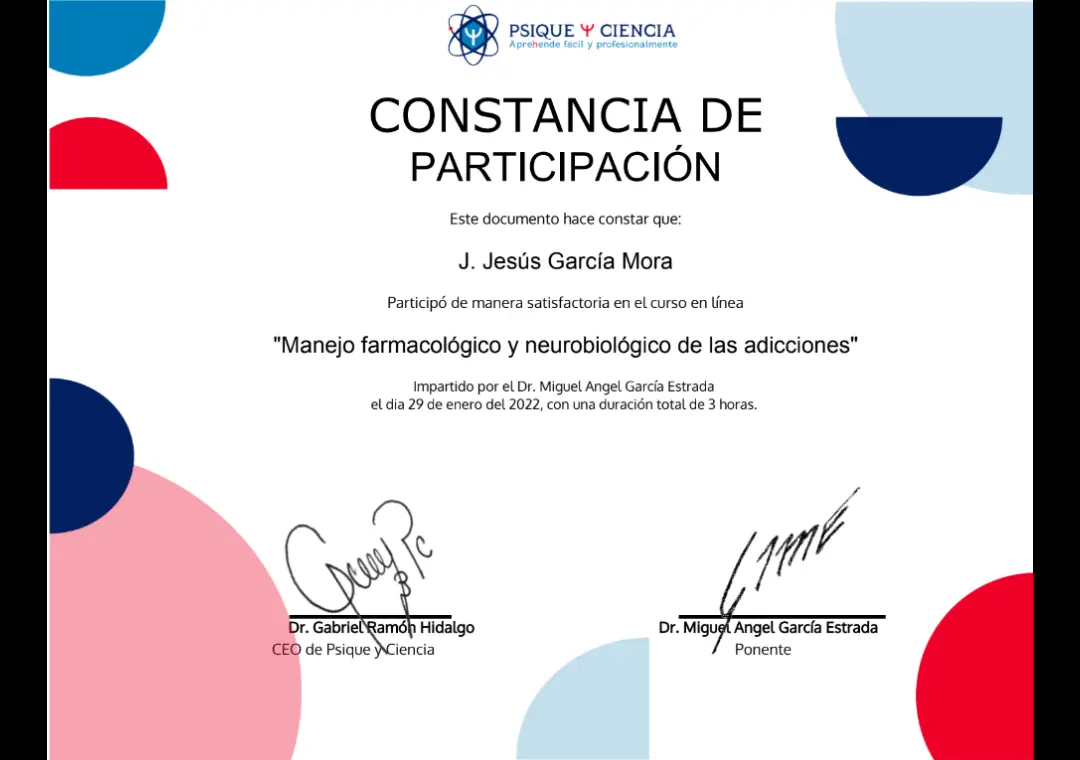 PSIQUE Ψ CIENCIA
Aprehende facil y profesionalmente
CONSTANCIA DE
PARTICIPACIÓN
Este documento hace constar que:
J. Jesús García Mora
Participó de manera satisfactoria en el curso en línea
"Manejo farmacológico y neurobiológico de las adicciones"
Impartido por el Dr. Miguel Angel García Estrada
el dia 29 de enero del 2022, con una duración total de 3 horas.
Dr. Gabriel Ramón Hidalgo
CEO de Psique y Ciencia
Dr. Miguel Angel García Estrada
Ponente